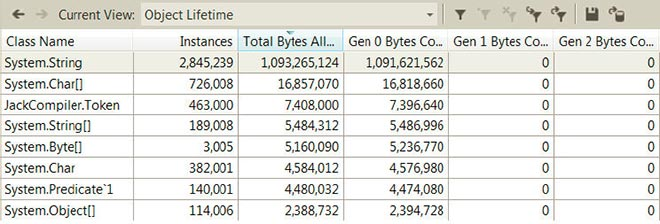 Current View: Object Lifetime
Class Name Instances Total Bytes All... Gen 0 Bytes Co... Gen 1 Bytes Co... Gen 2 Bytes Co...
System.String 2,845,239 1,093,265,124 1,091,621,562 0 0
System.Char[] 726,008 16,857,070 16,818,660 0 0
JackCompiler.Token 463,000 7,408,000 7,396,640 0 0
System.String[] 189,008 5,484,312 5,486,996 0 0
System.Byte[] 3,005 5,160,090 5,236,770 0 0
System.Char 382,001 4,584,012 4,576,980 0 0
System.Predicate`1 140,001 4,480,032 4,474,080 0 0
System.Object[] 114,006 2,388,732 2,394,728 0 0